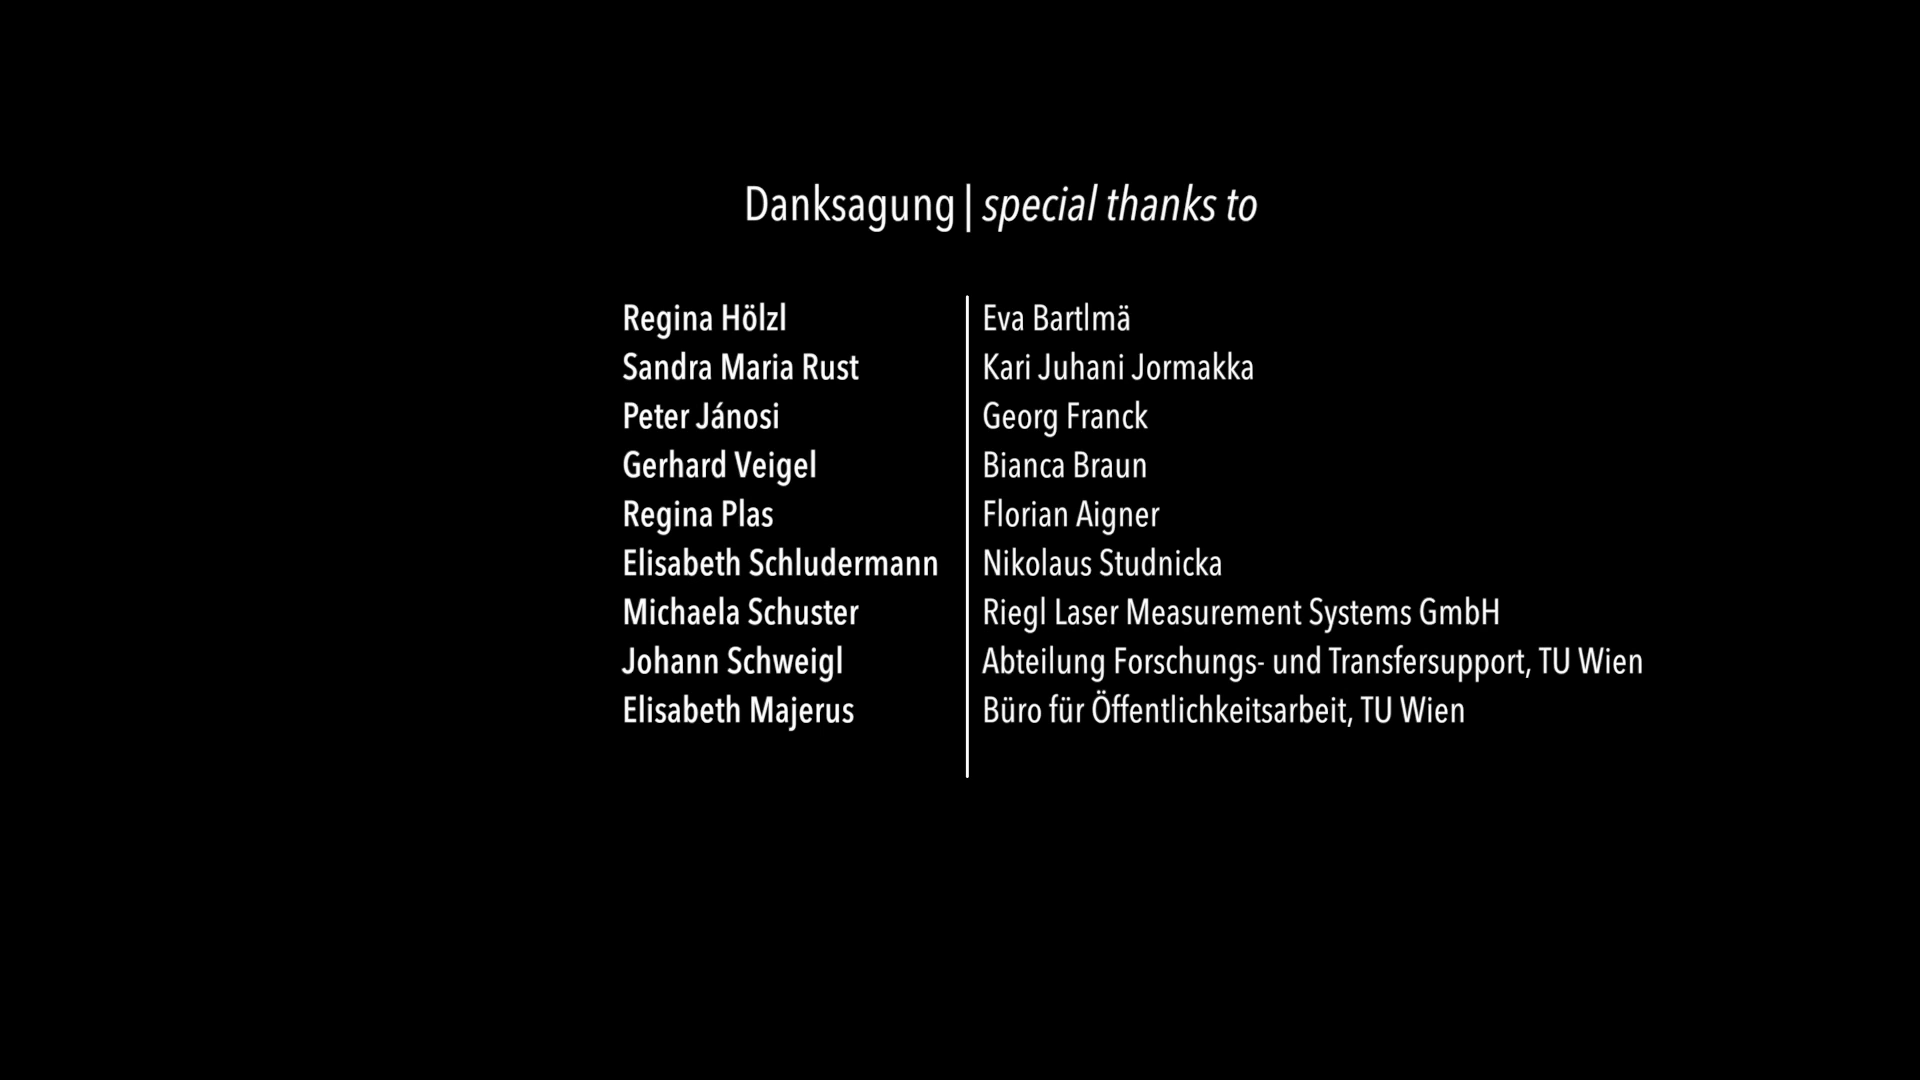 Danksagung | special thanks to
Regina Hölzl
Sandra Maria Rust
Peter Jánosi
Gerhard Veigel
Regina Plas
Elisabeth Schludermann
Michaela Schuster
Johann Schweigl
Elisabeth Majerus
Eva Bartlmä
Kari Juhani Jormakka
Georg Franck
Bianca Braun
Florian Aigner
Nikolaus Studnicka
Riegl Laser Measurement Systems GmbH
Abteilung Forschungs- und Transfersupport, TU Wien
Büro für Öffentlichkeitsarbeit, TU Wien